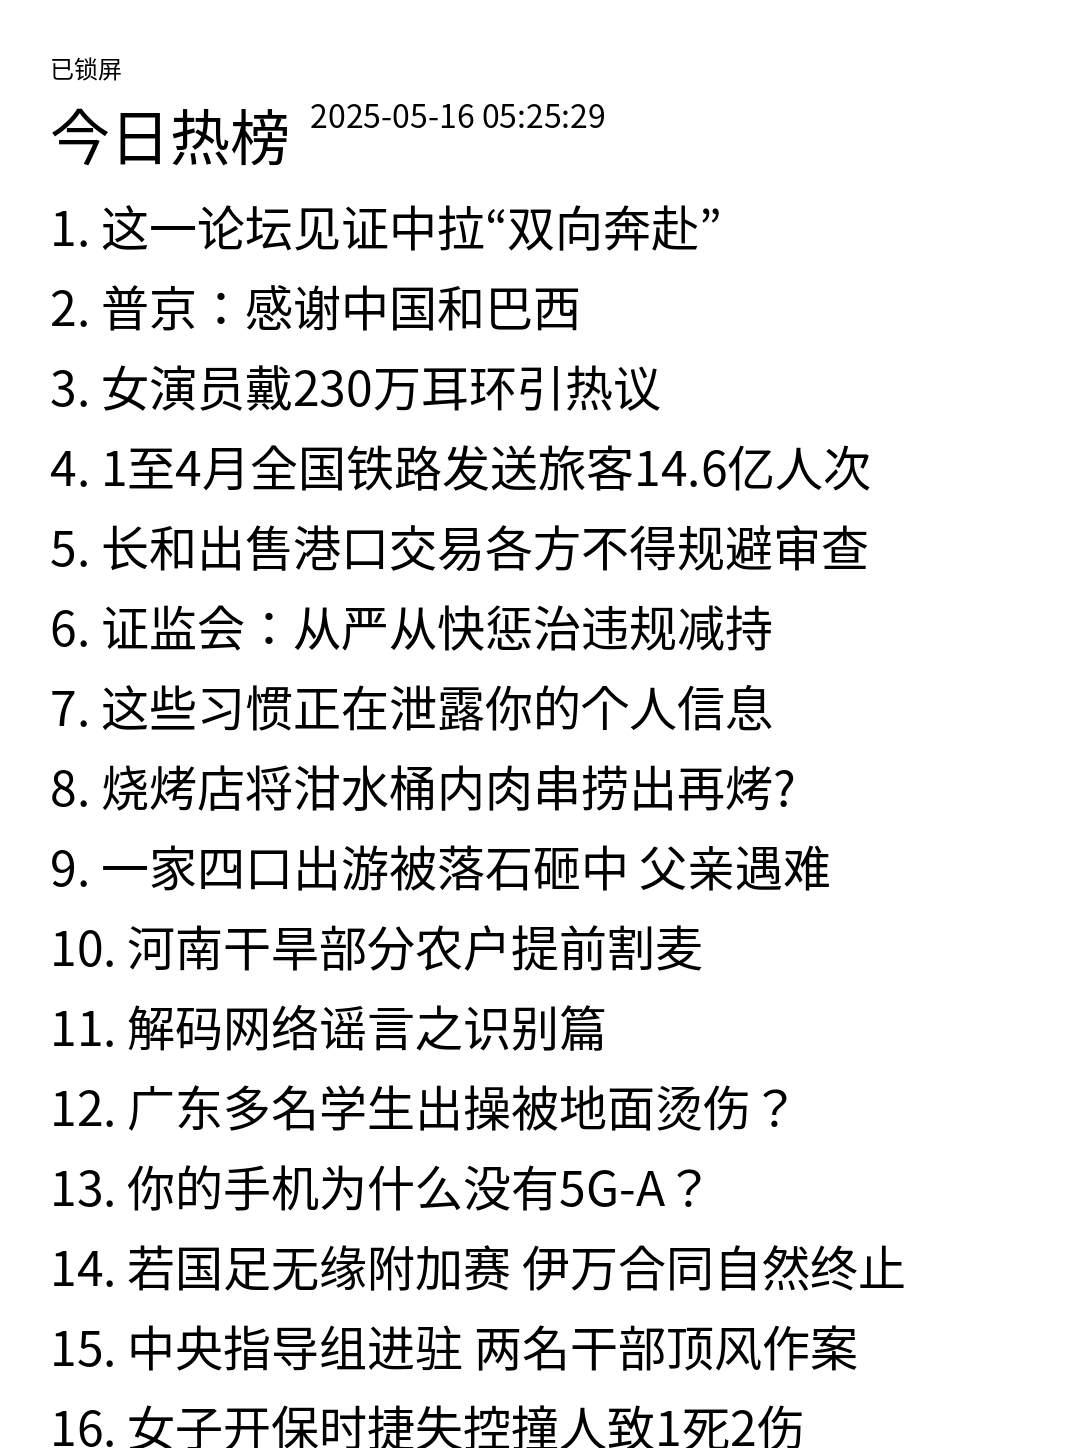 已锁屏
今日热榜 2025-05-16 05:25:29
1. 这一论坛见证中拉“双向奔赴”
2. 普京：感谢中国和巴西
3. 女演员戴230万耳环引热议
4. 1至4月全国铁路发送旅客14.6亿人次
5. 长和出售港口交易各方不得规避审查
6. 证监会：从严从快惩治违规减持
7. 这些习惯正在泄露你的个人信息
8. 烧烤店将泔水桶内肉串捞出再烤?
9. 一家四口出游被落石砸中 父亲遇难
10. 河南干旱部分农户提前割麦
11. 解码网络谣言之识别篇
12. 广东多名学生出操被地面烫伤？
13. 你的手机为什么没有5G-A？
14. 若国足无缘附加赛 伊万合同自然终止
15. 中央指导组进驻 两名干部顶风作案
16. 女子开保时捷失控撞人致1死2伤